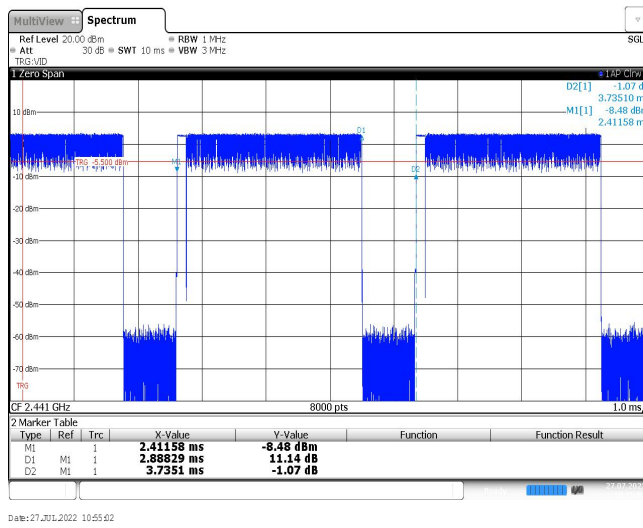 MultiView Spectrum
Ref Level 20.00 dBm RBW 1 MHz SGL
Att 30 dB SWT 10 ms VBW 3 MHz
TRG:VID
1 Zero Span 1AP Clrw
D2[1] -1.07 d
3.73510 m
10 dBm M1[1] -8.48 dB
2.41158 m
D1
TRG -5.500 dBm M1
D2
-10 dBm
-20 dBm
-30 dBm
-40 dBm
-50 dBm
-60 dBm
-70 dBm
TRG
CF 2.441 GHz 8000 pts 1.0 ms
2 Marker Table
Type Ref Trc X-Value Y-Value Function Function Result
M1 1 2.41158 ms -8.48 dBm
D1 M1 1 2.88829 ms 11.14 dB
D2 M1 1 3.7351 ms -1.07 dB
Date:27.JUL.2022 10:55:02